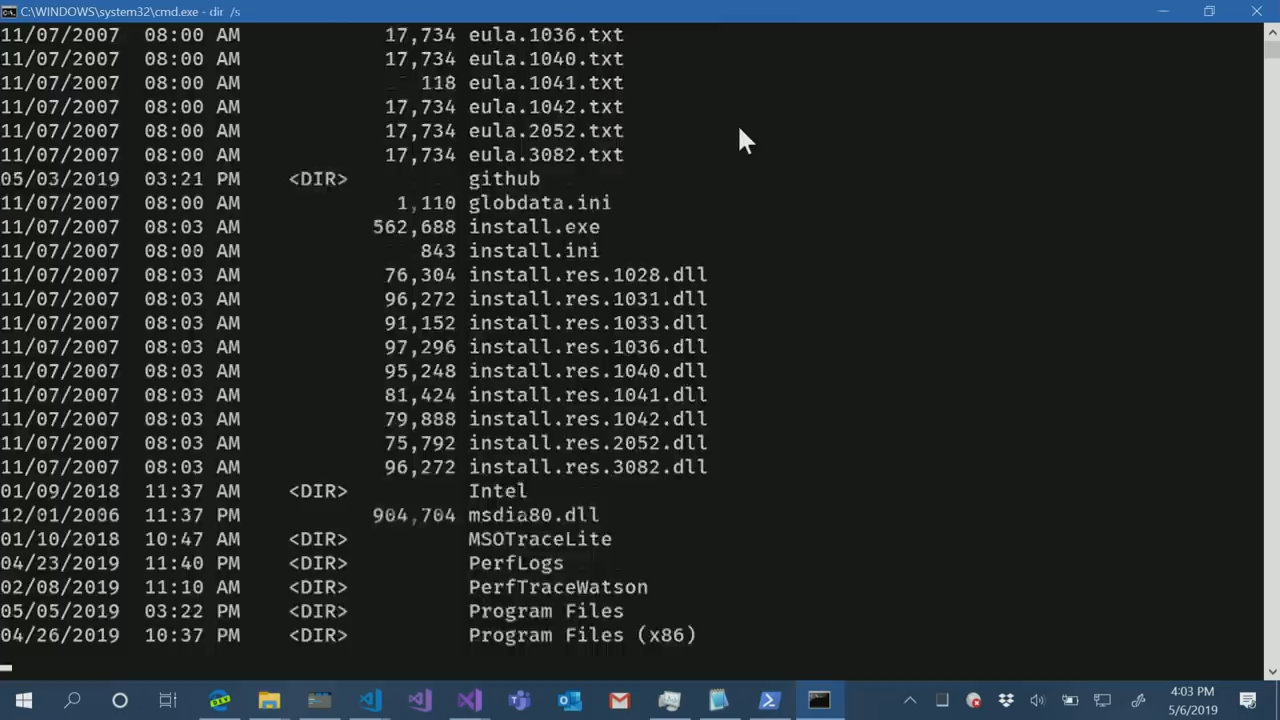 C:\WINDOWS\system32\cmd.exe - dir /s
11/07/2007 08:00 AM 17,734 eula.1036.txt
11/07/2007 08:00 AM 17,734 eula.1040.txt
11/07/2007 08:00 AM 118 eula.1041.txt
11/07/2007 08:00 AM 17,734 eula.1042.txt
11/07/2007 08:00 AM 17,734 eula.2052.txt
11/07/2007 08:00 AM 17,734 eula.3082.txt
05/03/2019 03:21 PM <DIR> github
11/07/2007 08:00 AM 1,110 globdata.ini
11/07/2007 08:03 AM 562,688 install.exe
11/07/2007 08:00 AM 843 install.ini
11/07/2007 08:03 AM 76,304 install.res.1028.dll
11/07/2007 08:03 AM 96,272 install.res.1031.dll
11/07/2007 08:03 AM 91,152 install.res.1033.dll
11/07/2007 08:03 AM 97,296 install.res.1036.dll
11/07/2007 08:03 AM 95,248 install.res.1040.dll
11/07/2007 08:03 AM 81,424 install.res.1041.dll
11/07/2007 08:03 AM 79,888 install.res.1042.dll
11/07/2007 08:03 AM 75,792 install.res.2052.dll
11/07/2007 08:03 AM 96,272 install.res.3082.dll
01/09/2018 11:37 AM <DIR> Intel
12/01/2006 11:37 PM 904,704 msdia80.dll
01/10/2018 10:47 AM <DIR> MSOTraceLite
04/23/2019 11:40 PM <DIR> PerfLogs
02/08/2019 11:10 AM <DIR> PerfTraceWatson
05/05/2019 03:22 PM <DIR> Program Files
04/26/2019 10:37 PM <DIR> Program Files (x86)
4:03 PM
5/6/2019